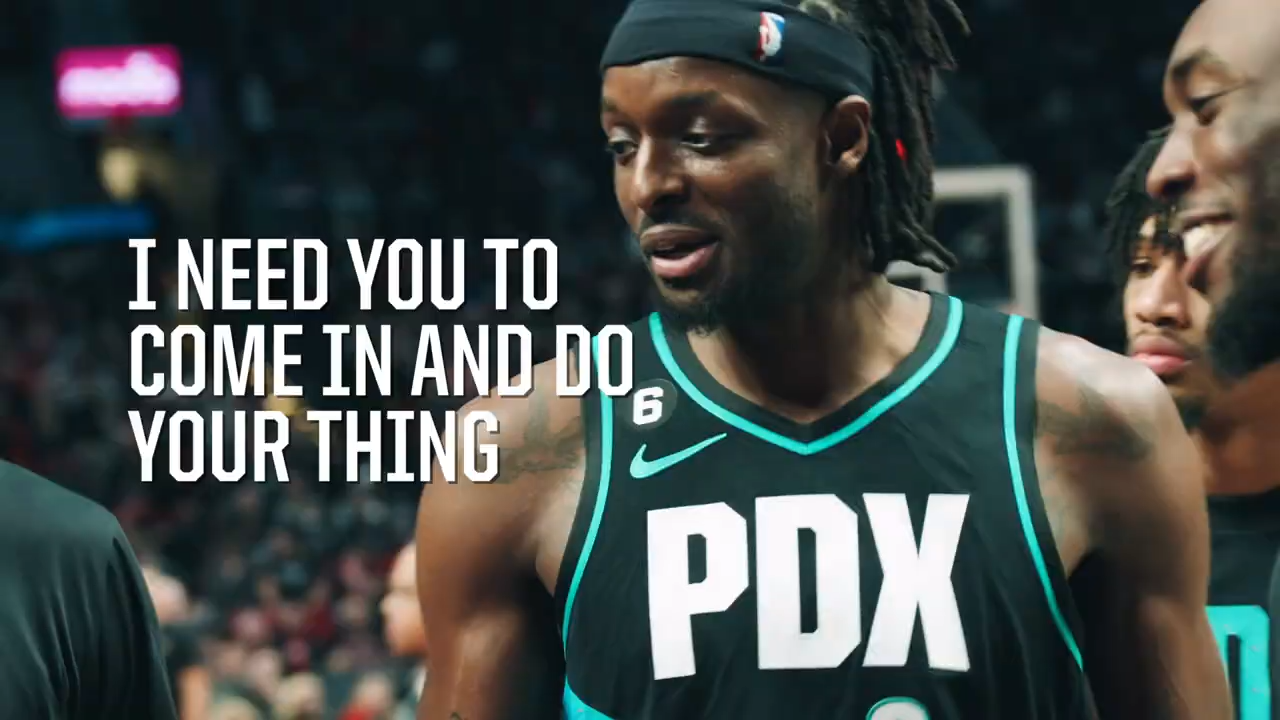 I NEED YOU TO
COME IN AND DO
YOUR THING
6
PDX